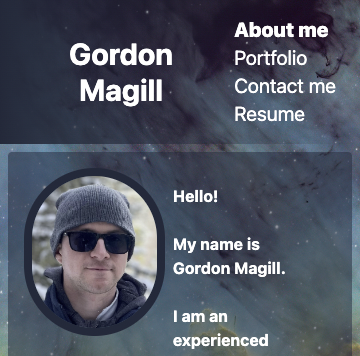 Gordon
Magill
About me
Portfolio
Contact me
Resume
Hello!
My name is
Gordon Magill.
I am an
experienced